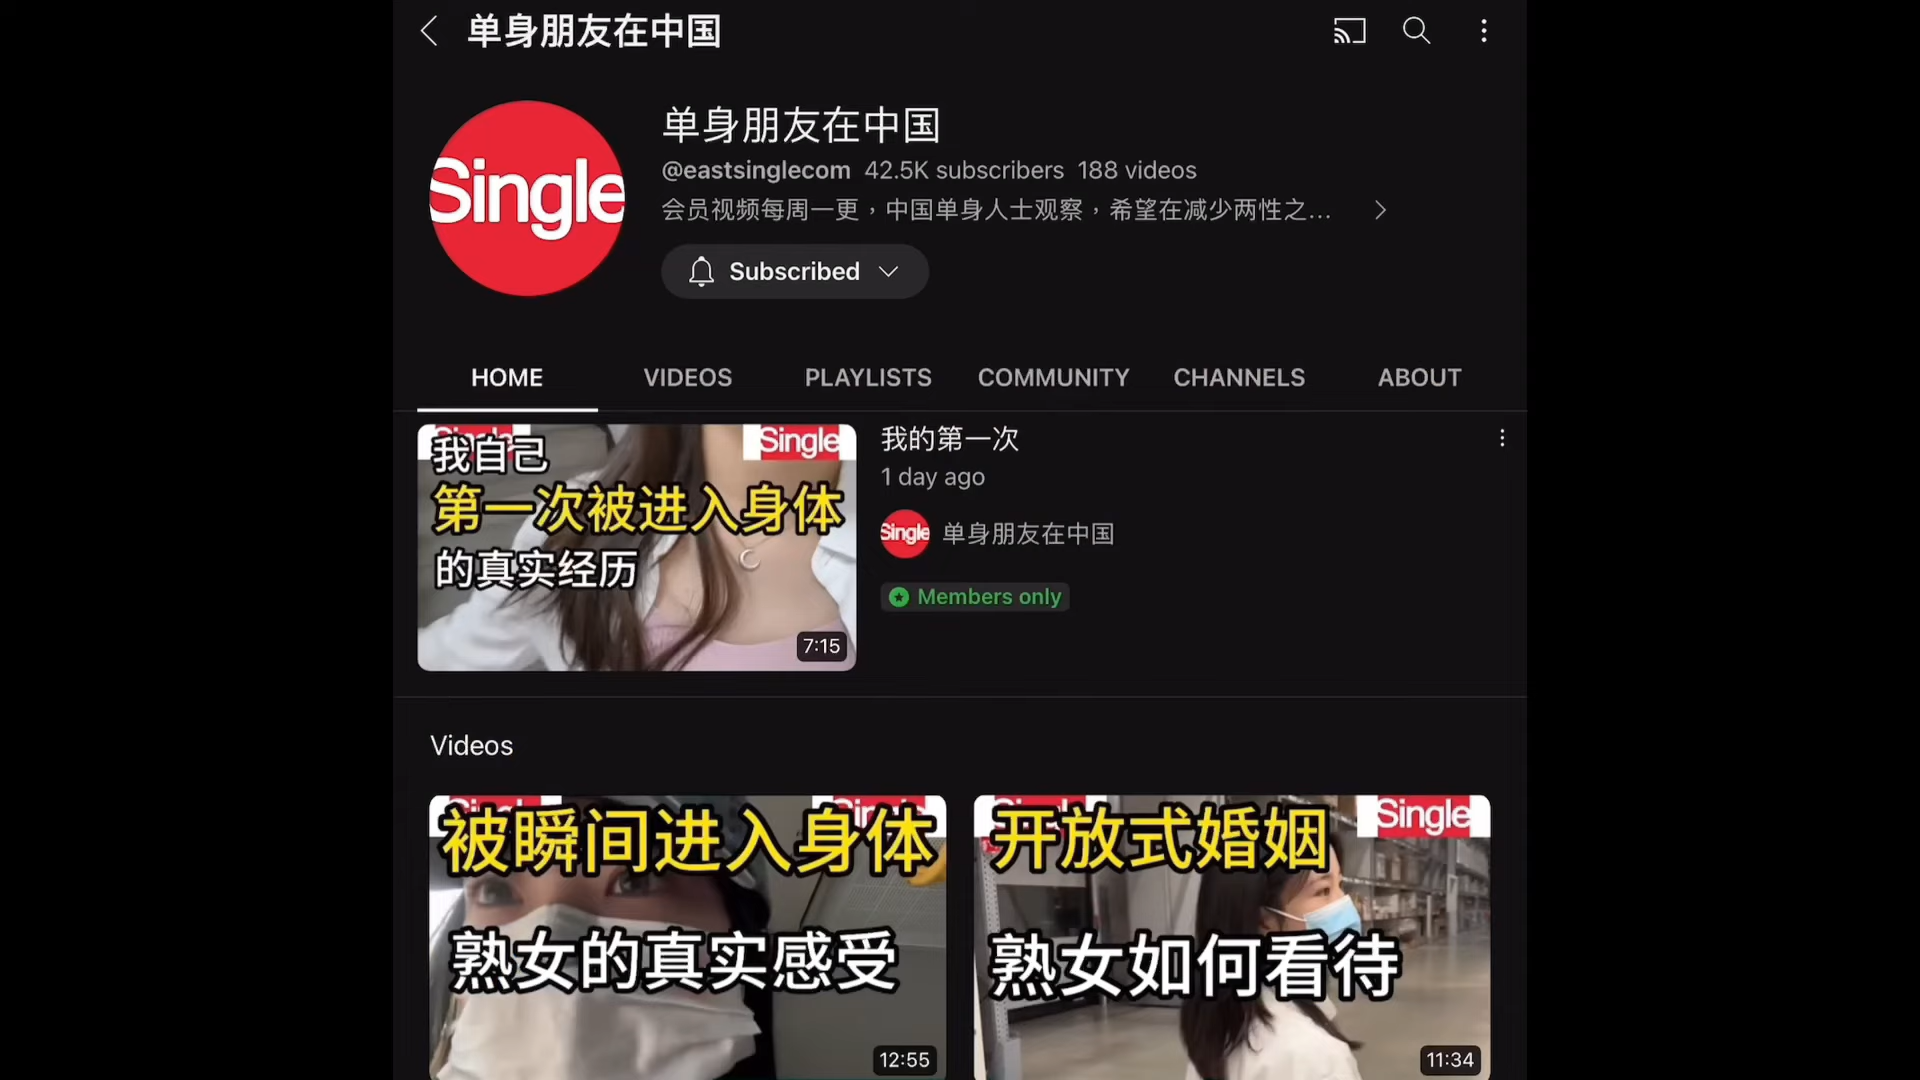 单身朋友在中国
Single
单身朋友在中国
@eastsinglecom 42.5K subscribers 188 videos
会员视频每周一更，中国单身人士观察，希望在减少两性之...
Subscribed
HOME VIDEOS PLAYLISTS COMMUNITY CHANNELS ABOUT
Single
Single
我自己
第一次被进入身体
的真实经历
7:15
我的第一次
1 day ago
Single 单身朋友在中国
Members only
Videos
Single
Single
被瞬间进入身体
熟女的真实感受
12:55
Single
Single
开放式婚姻
熟女如何看待
11:34